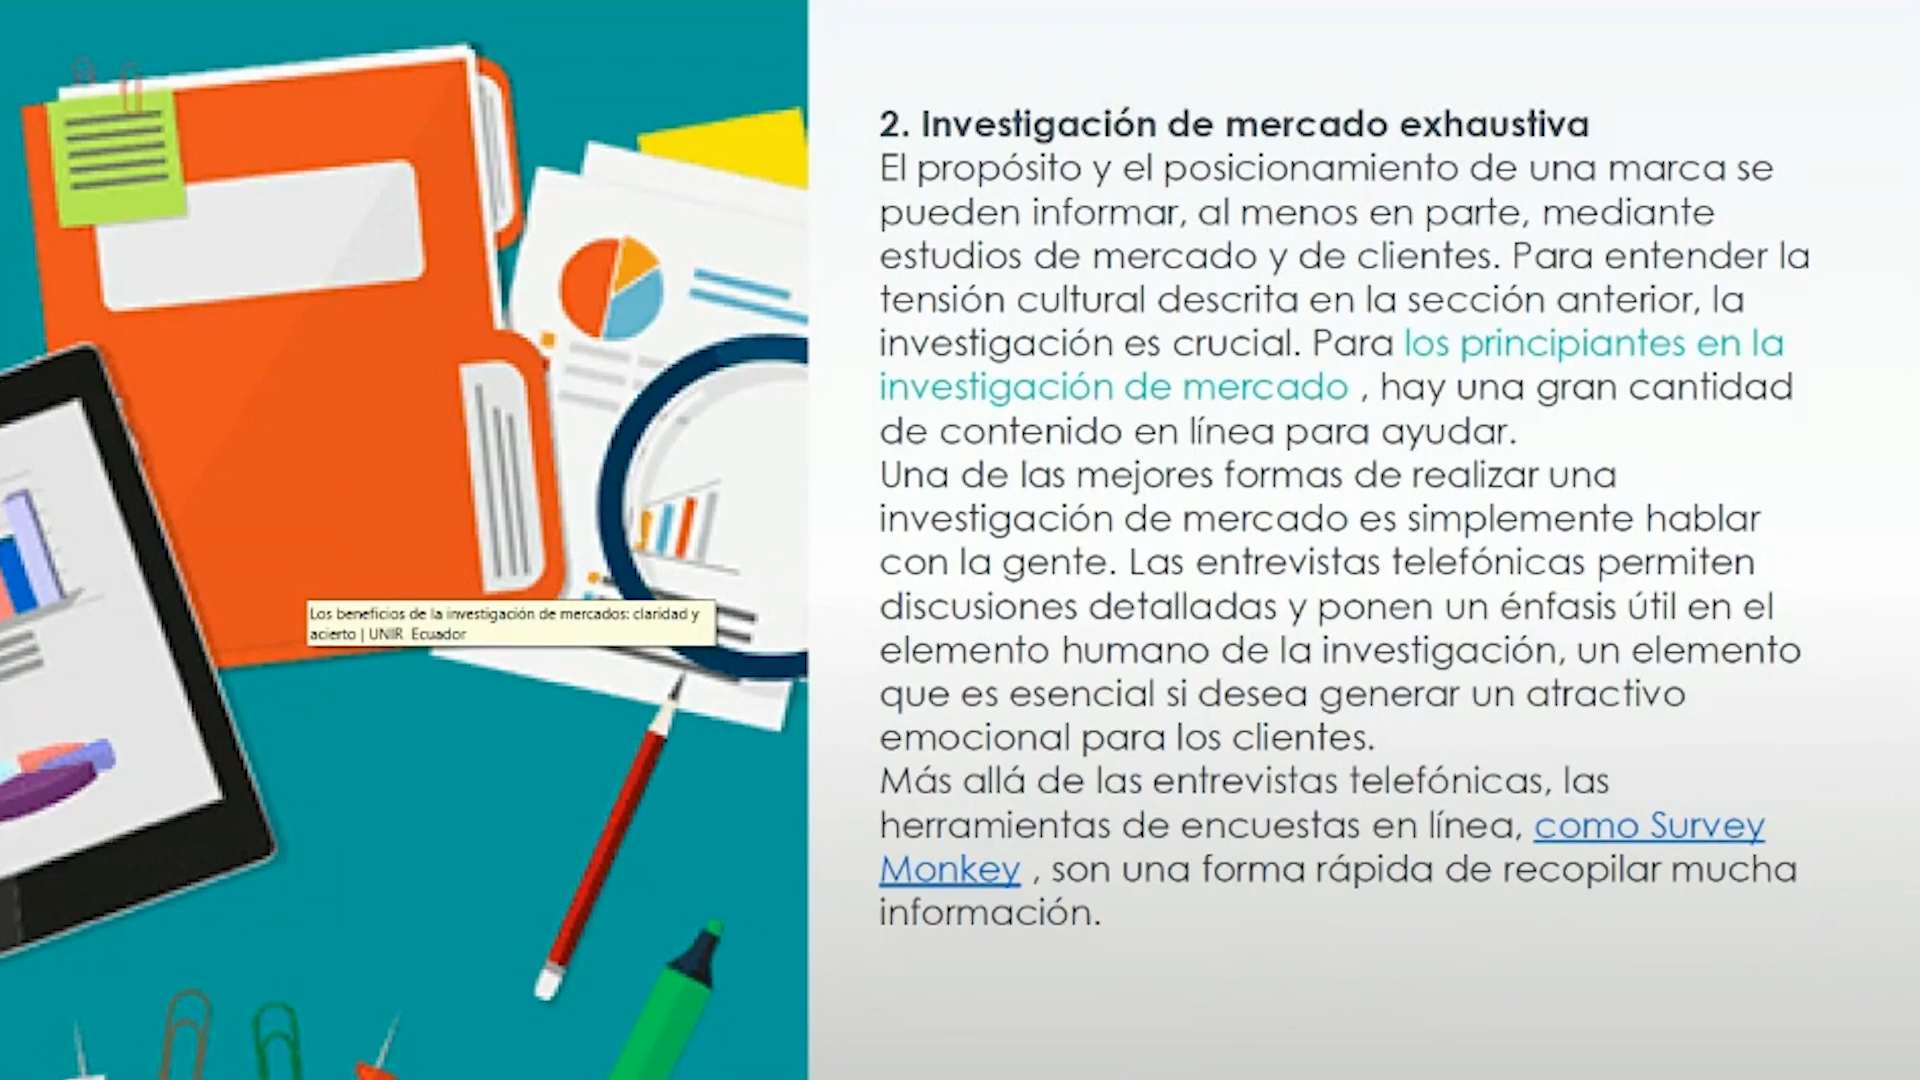 2. Investigación de mercado exhaustiva
El propósito y el posicionamiento de una marca se
pueden informar, al menos en parte, mediante
estudios de mercado y de clientes. Para entender la
tensión cultural descrita en la sección anterior, la
investigación es crucial. Para los principiantes en la
investigación de mercado , hay una gran cantidad
de contenido en línea para ayudar.
Una de las mejores formas de realizar una
investigación de mercado es simplemente hablar
con la gente. Las entrevistas telefónicas permiten
discusiones detalladas y ponen un énfasis útil en el
elemento humano de la investigación, un elemento
que es esencial si desea generar un atractivo
emocional para los clientes.
Más allá de las entrevistas telefónicas, las
herramientas de encuestas en línea, como Survey
Monkey , son una forma rápida de recopilar mucha
información.
Los beneficios de la investigación de mercados: claridad y
acierto | UNIR Ecuador